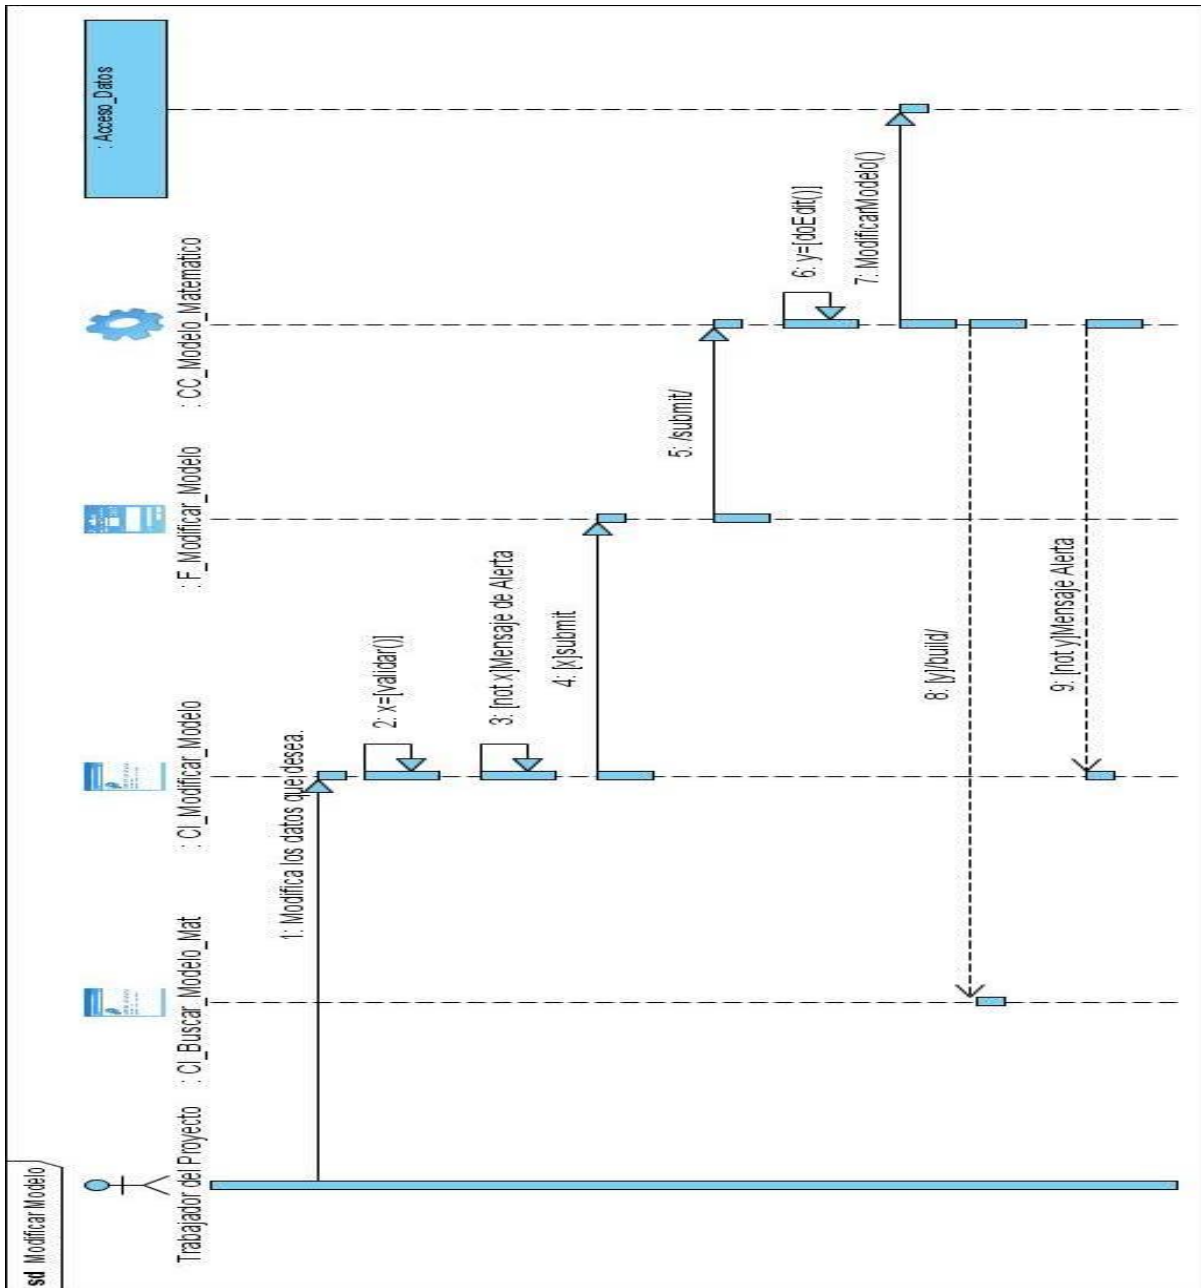 sd Modificar Modelo
Trabajador del Proyecto
: CI_Buscar_Modelo_Mat
: CI_Modificar_Modelo
: F_Modificar_Modelo
: CC_Modelo_Matematico
: Acceso_Datos
1: Modifica los datos que desea.
2: x=[validar()]
3: [not x]Mensaje de Alerta
4: [x]submit
5: /submit/
6: y=[doEdit()]
7: ModificarModelo()
8: [y]/build/
9: [not y]Mensaje Alerta